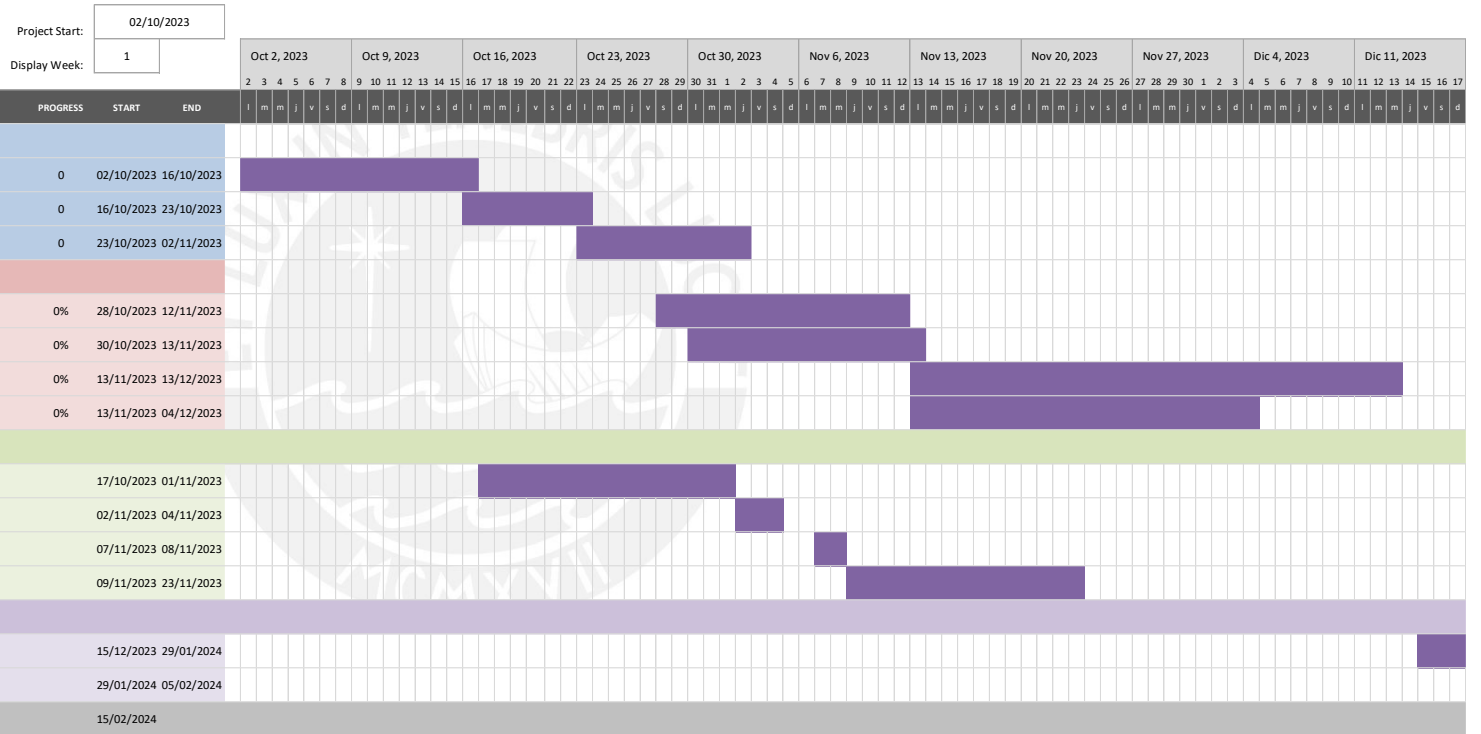 Project Start: 02/10/2023
Display Week: 1
Oct 2, 2023 Oct 9, 2023 Oct 16, 2023 Oct 23, 2023 Oct 30, 2023 Nov 6, 2023 Nov 13, 2023 Nov 20, 2023 Nov 27, 2023 Dic 4, 2023 Dic 11, 2023
2 3 4 5 6 7 8 9 10 11 12 13 14 15 16 17 18 19 20 21 22 23 24 25 26 27 28 29 30 31 1 2 3 4 5 6 7 8 9 10 11 12 13 14 15 16 17 18 19 20 21 22 23 24 25 26 27 28 29 30 1 2 3 4 5 6 7 8 9 10 11 12 13 14 15 16 17
PROGRESS START END l m m j v s d l m m j v s d l m m j v s d l m m j v s d l m m j v s d l m m j v s d l m m j v s d l m m j v s d l m m j v s d l m m j v s d l m m j v s d
0 02/10/2023 16/10/2023
0 16/10/2023 23/10/2023
0 23/10/2023 02/11/2023
0% 28/10/2023 12/11/2023
0% 30/10/2023 13/11/2023
0% 13/11/2023 13/12/2023
0% 13/11/2023 04/12/2023
17/10/2023 01/11/2023
02/11/2023 04/11/2023
07/11/2023 08/11/2023
09/11/2023 23/11/2023
15/12/2023 29/01/2024
29/01/2024 05/02/2024
15/02/2024
MCMXVII